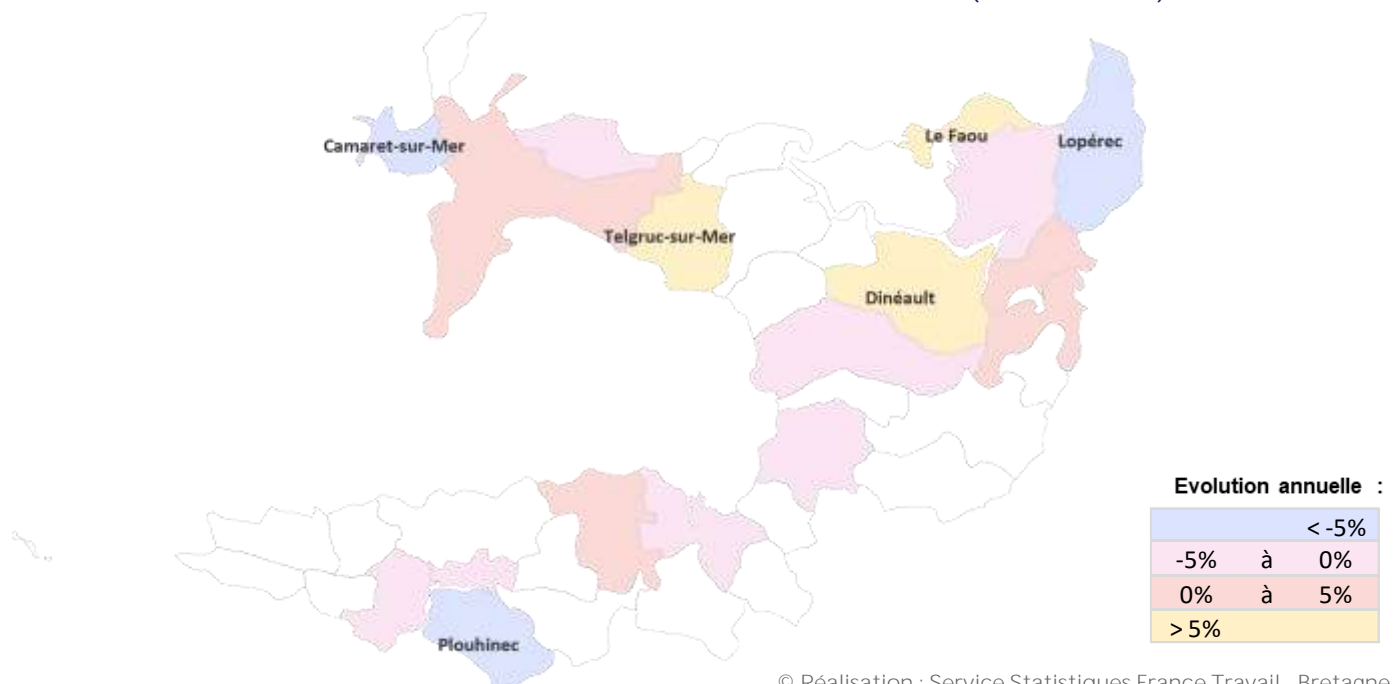 Camaret-sur-Mer
Le Faou
Lopérec
Telgruc-sur-Mer
Dinéault
Plouhinec
Evolution annuelle :
< -5%
-5% à 0%
0% à 5%
> 5%
© Réalisation : Service Statistiques France Travail Bretagne